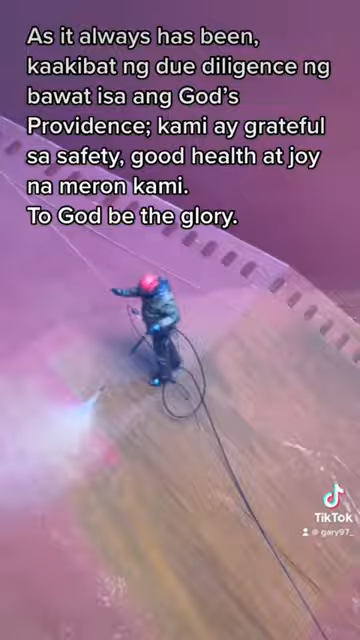 As it always has been,
kaakibat ng due diligence ng
bawat isa ang God's
Providence; kami ay grateful
sa safety, good health at joy
na meron kami.
To God be the glory.
TikTok
@ gary97_